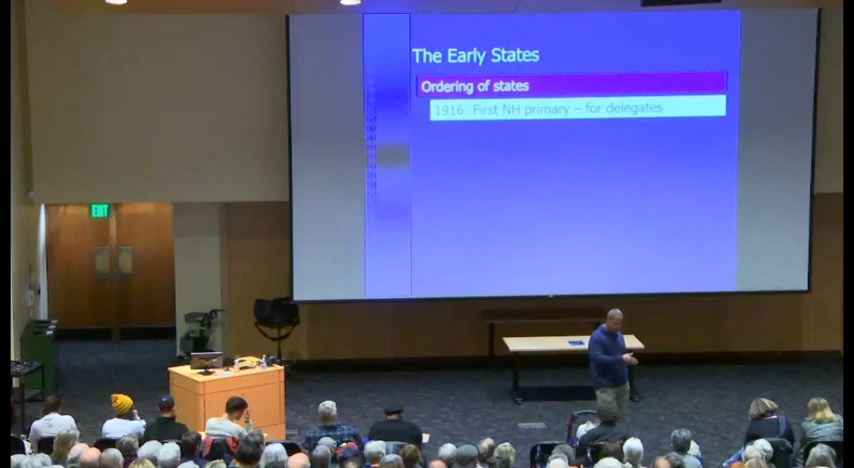 The Early States
Ordering of states
1916: First NH primary – for delegates
EXIT